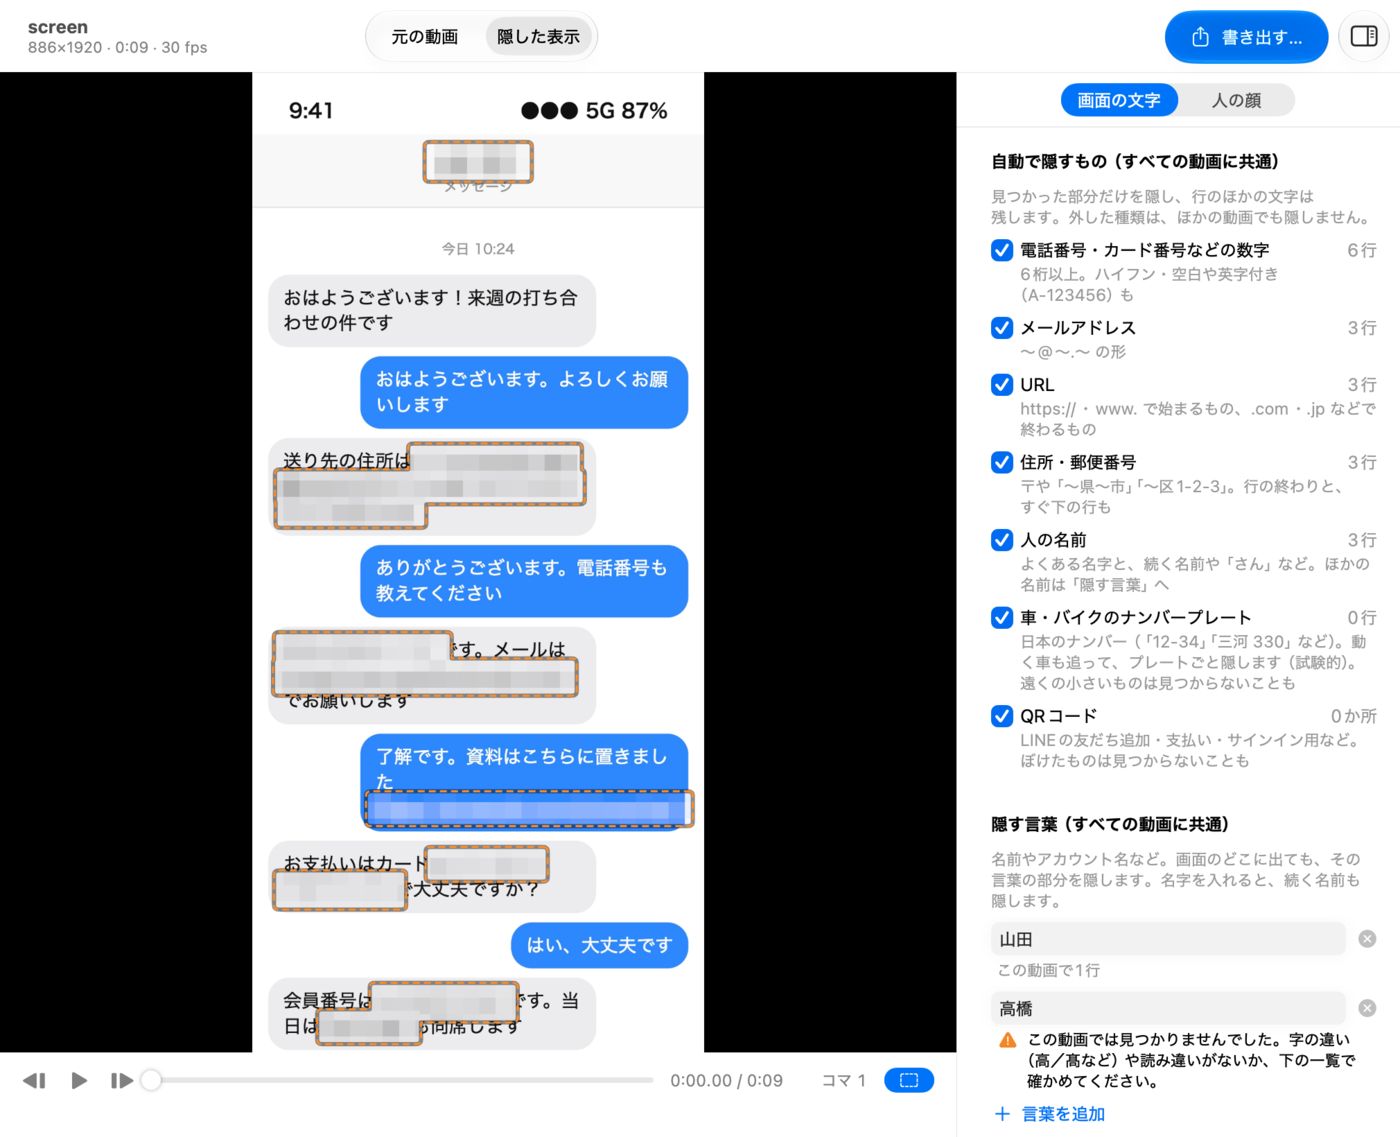 screen
886×1920 · 0:09 · 30 fps
元の動画
隠した表示
書き出す...
9:41
5G 87%
メッセージ
今日 10:24
おはようございます！来週の打ち合
わせの件です
おはようございます。よろしくお願
いします
送り先の住所は
ありがとうございます。電話番号も
教えてください
です。メールは
でお願いします
了解です。資料はこちらに置きまし
た
お支払いはカード
で大丈夫ですか？
はい、大丈夫です
会員番号は
です。当
日は
も同席します
0:00.00 / 0:09
コマ 1
画面の文字
人の顔
自動で隠すもの（すべての動画に共通）
見つかった部分だけを隠し、行のほかの文字は
残します。外した種類は、ほかの動画でも隠しません。
電話番号・カード番号などの数字
6行
6桁以上。ハイフン・空白や英字付き
（A-123456）も
メールアドレス
3行
〜@〜.〜 の形
URL
3行
https://・www. で始まるもの、.com・.jp などで
終わるもの
住所・郵便番号
3行
〒や「〜県〜市」「〜区1-2-3」。行の終わりと、
すぐ下の行も
人の名前
3行
よくある名字と、続く名前や「さん」など。ほかの
名前は「隠す言葉」へ
車・バイクのナンバープレート
0行
日本のナンバー（「12-34」「三河 330」など）。動
く車も追って、プレートごと隠します（試験的）。
遠くの小さいものは見つからないことも
QRコード
0か所
LINEの友だち追加・支払い・サインイン用など。
ぼけたものは見つからないことも
隠す言葉（すべての動画に共通）
名前やアカウント名など。画面のどこに出ても、その
言葉の部分を隠します。名字を入れると、続く名前も
隠します。
山田
この動画で1行
高橋
この動画では見つかりませんでした。字の違い
（高／髙など）や読み違いがないか、下の一覧で
確かめてください。
言葉を追加